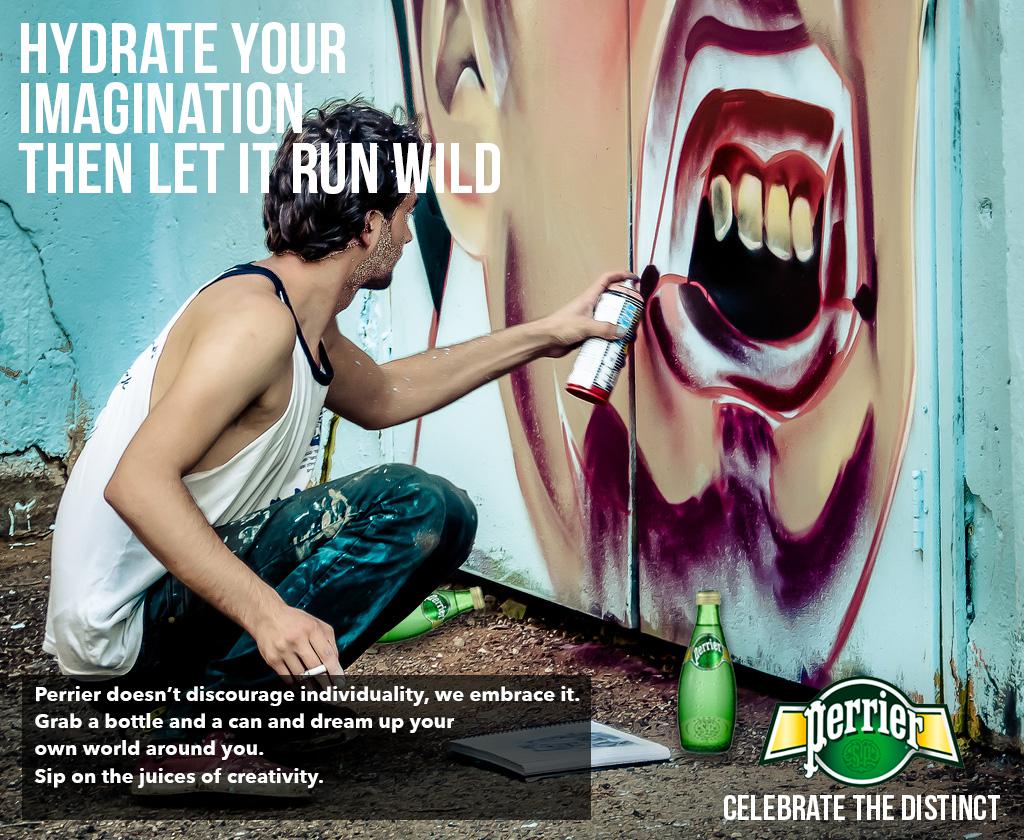 HYDRATE YOUR
IMAGINATION
THEN LET IT RUN WILD
perrier
perrier
Perrier doesn't discourage individuality, we embrace it.
Grab a bottle and a can and dream up your
own world around you.
Sip on the juices of creativity.
perrier
CELEBRATE THE DISTINCT